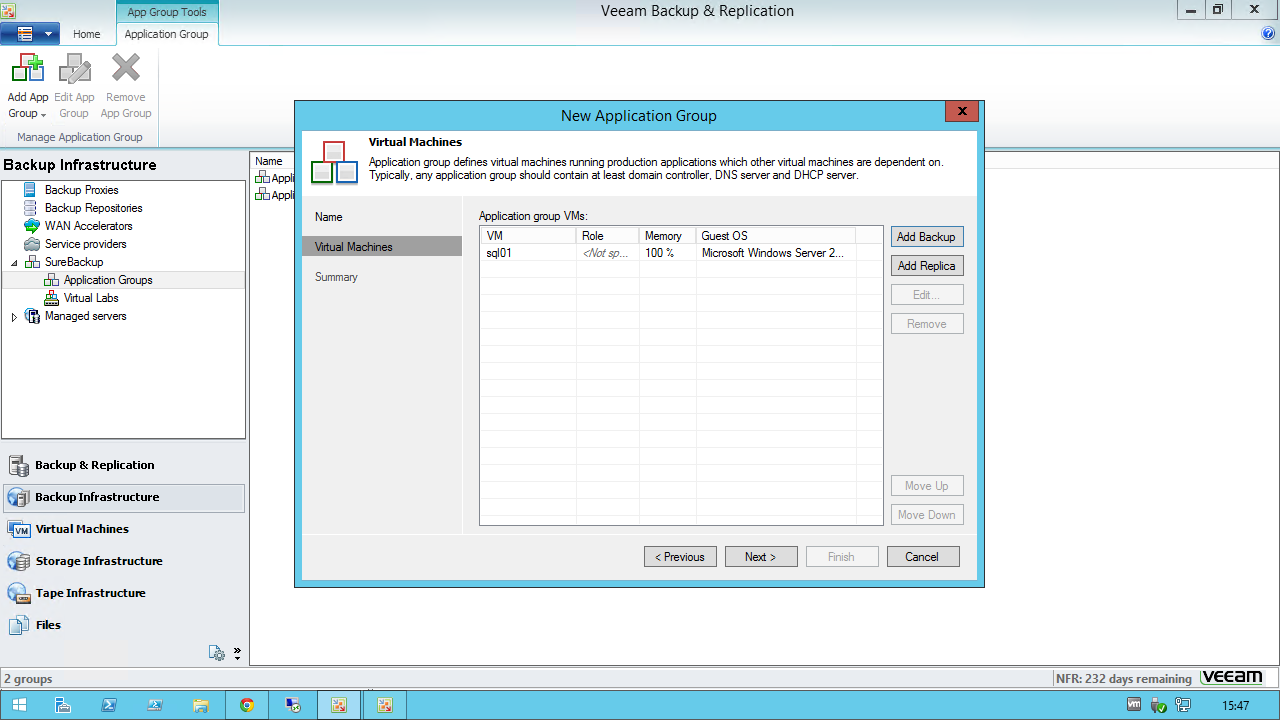 App Group Tools
Veeam Backup & Replication
Home
Application Group
Add App Group
Edit App Group
Remove App Group
Manage Application Group
Backup Infrastructure
Backup Proxies
Backup Repositories
WAN Accelerators
Service providers
SureBackup
Application Groups
Virtual Labs
Managed servers
Backup & Replication
Backup Infrastructure
Virtual Machines
Storage Infrastructure
Tape Infrastructure
Files
Name
Appli
Appli
New Application Group
Virtual Machines
Application group defines virtual machines running production applications which other virtual machines are dependent on.
Typically, any application group should contain at least domain controller, DNS server and DHCP server.
Name
Virtual Machines
Summary
Application group VMs:
VM Role Memory Guest OS
sql01 <Not sp... 100 % Microsoft Windows Server 2...
Add Backup
Add Replica
Edit...
Remove
Move Up
Move Down
< Previous
Next >
Finish
Cancel
2 groups
NFR: 232 days remaining
veeam
vm
15:47